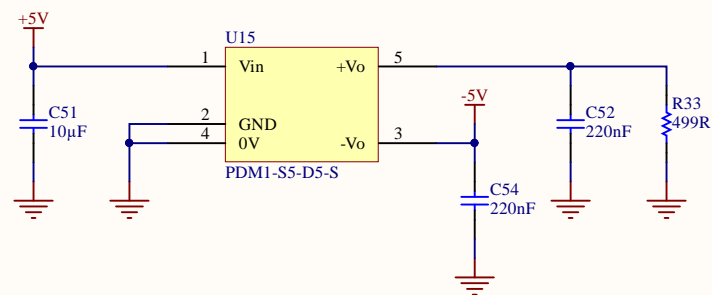 +5V
U15
1
Vin
+Vo
5
C51
10µF
2
GND
4
0V
-Vo
3
-5V
C52
220nF
R33
499R
PDM1-S5-D5-S
C54
220nF